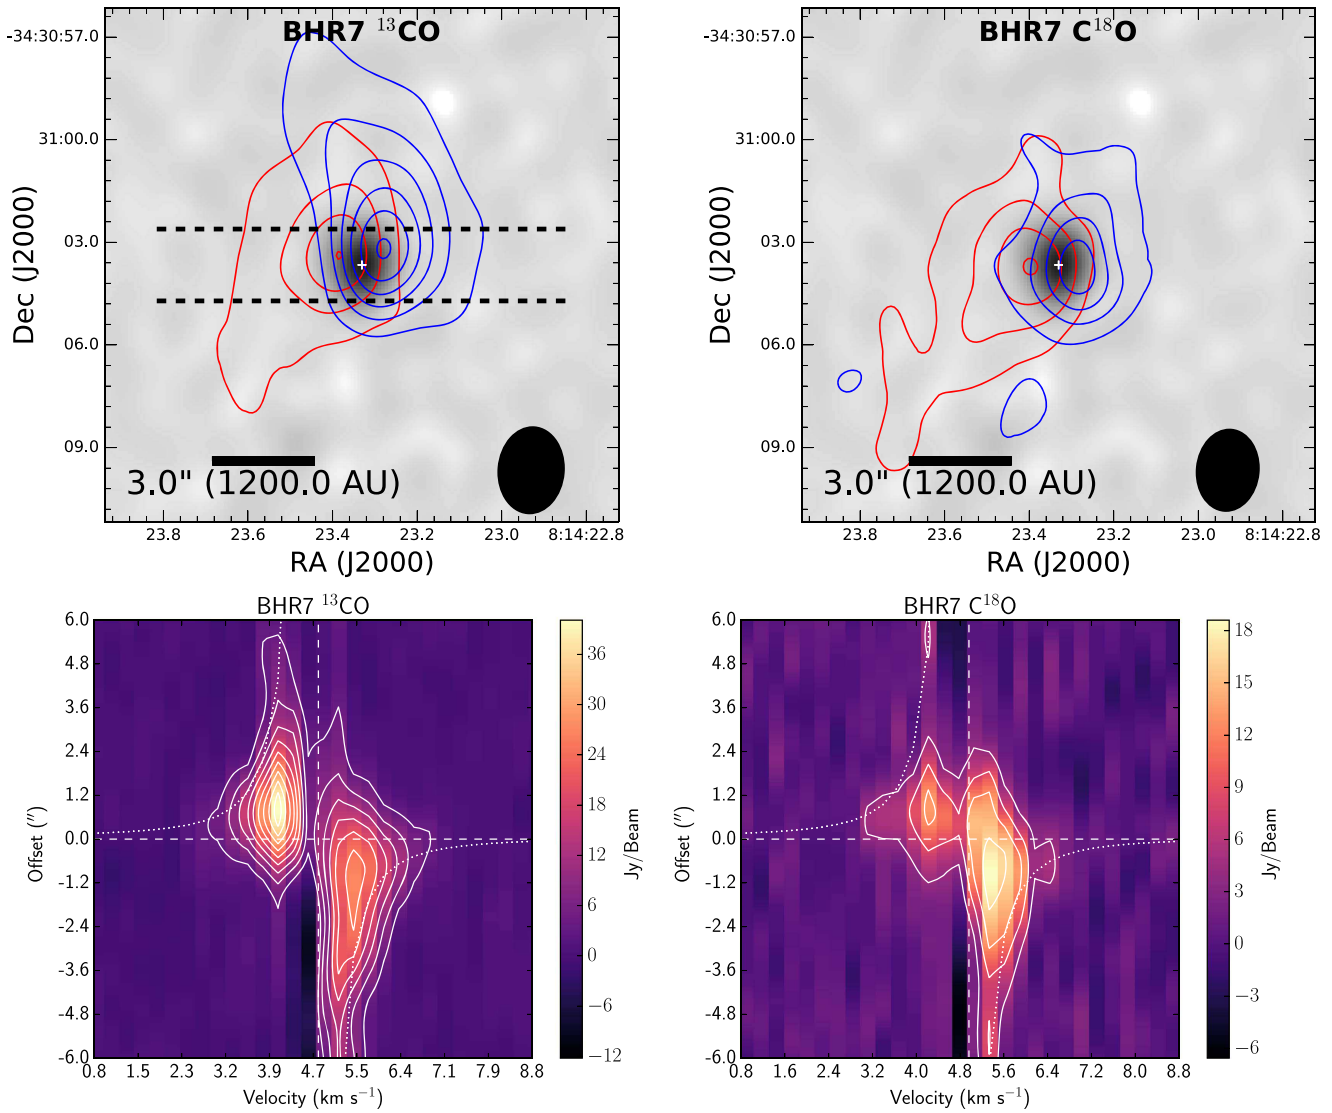 BHR7 ¹³CO
-34:30:57.0
31:00.0
03.0
06.0
09.0
Dec (J2000)
3.0" (1200.0 AU)
23.8 23.6 23.4 23.2 23.0 8:14:22.8
RA (J2000)
BHR7 C¹⁸O
-34:30:57.0
31:00.0
03.0
06.0
09.0
Dec (J2000)
3.0" (1200.0 AU)
23.8 23.6 23.4 23.2 23.0 8:14:22.8
RA (J2000)
BHR7 ¹³CO
6.0
4.8
3.6
2.4
1.2
0.0
-1.2
-2.4
-3.6
-4.8
-6.0
Offset (″)
0.8 1.5 2.3 3.2 3.9 4.7 5.5 6.4 7.1 7.9 8.8
Velocity (km s⁻¹)
36
30
24
18
12
6
0
−6
−12
Jy/Beam
BHR7 C¹⁸O
6.0
4.8
3.6
2.4
1.2
0.0
-1.2
-2.4
-3.6
-4.8
-6.0
Offset (″)
0.8 1.6 2.4 3.2 4.0 4.8 5.6 6.4 7.2 8.0 8.8
Velocity (km s⁻¹)
18
15
12
9
6
3
0
−3
−6
Jy/Beam